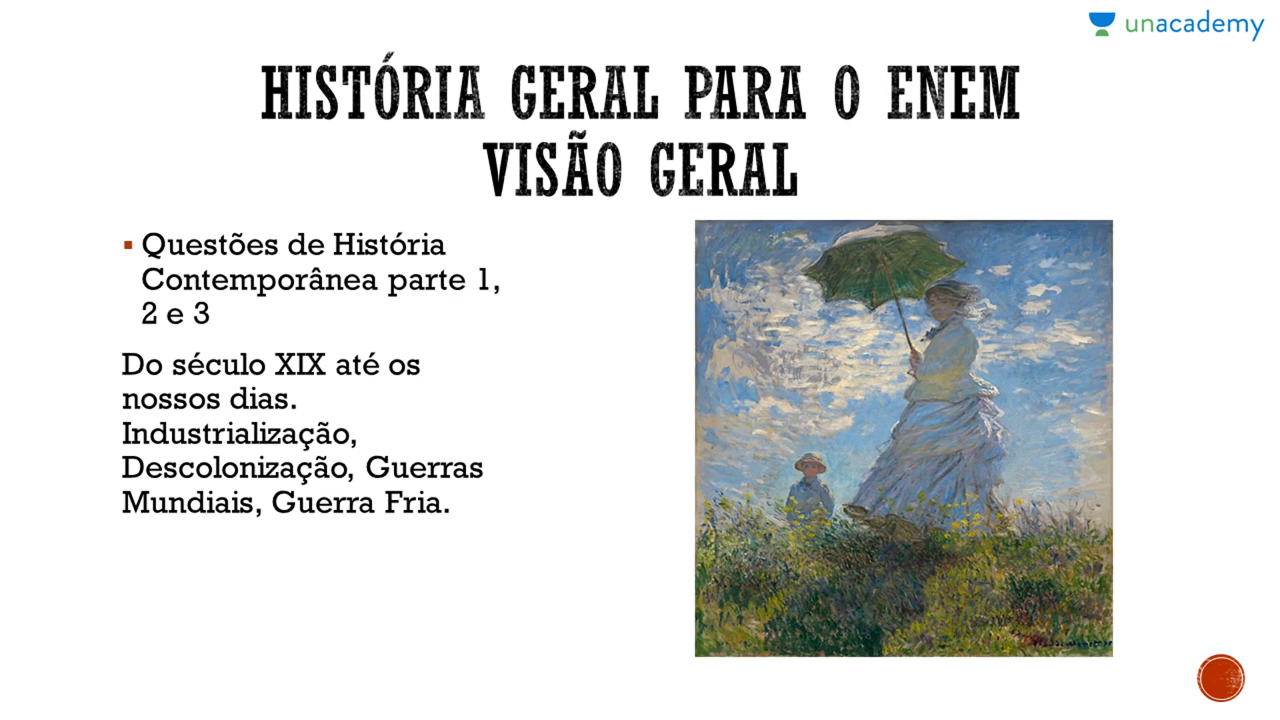 unacademy
HISTÓRIA GERAL PARA O ENEM
VISÃO GERAL
▪ Questões de História
Contemporânea parte 1,
2 e 3
Do século XIX até os
nossos dias.
Industrialização,
Descolonização, Guerras
Mundiais, Guerra Fria.